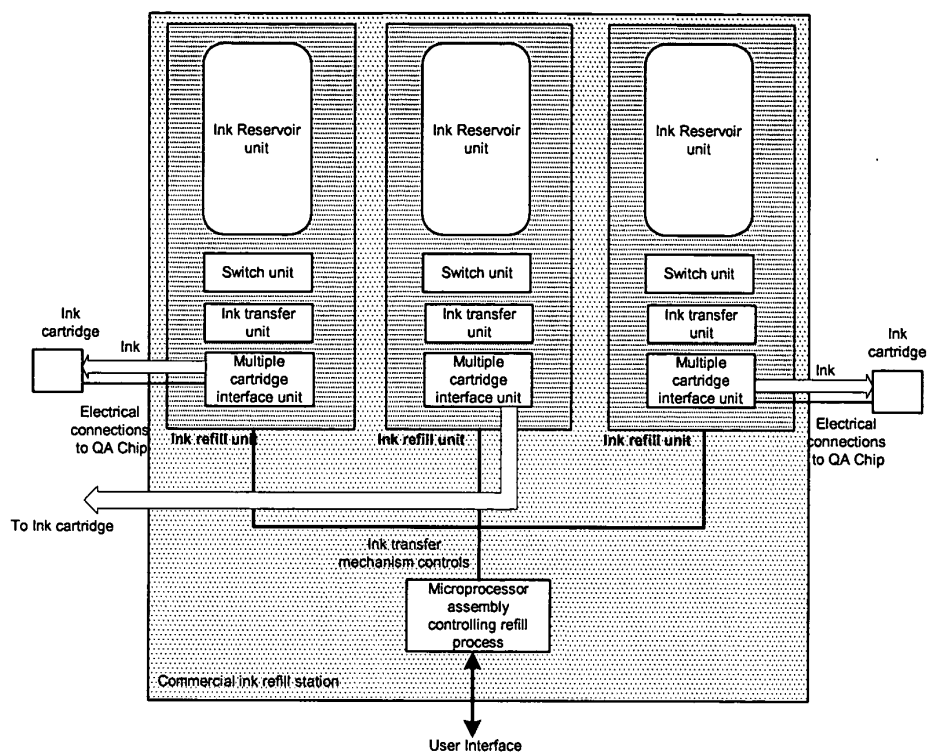 Ink Reservoir
unit
Ink Reservoir
unit
Ink Reservoir
unit
Switch unit
Switch unit
Switch unit
Ink transfer
unit
Ink transfer
unit
Ink transfer
unit
Ink
cartridge
Ink
Multiple
cartridge
interface unit
Multiple
cartridge
interface unit
Multiple
cartridge
interface unit
Ink
Ink
cartridge
Electrical
connections
to QA Chip
Ink refill unit
Ink refill unit
Ink refill unit
Electrical
connections
to QA Chip
To Ink cartridge
Ink transfer
mechanism controls
Microprocessor
assembly
controlling refill
process
Commercial ink refill station
User Interface